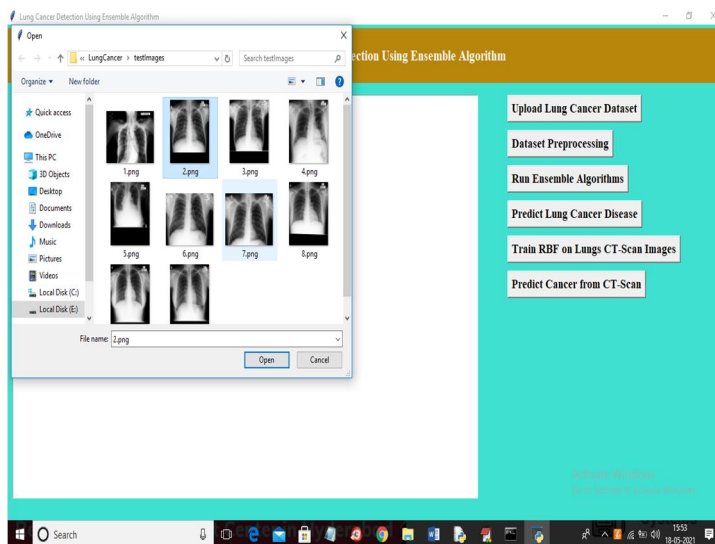 Lung Cancer Detection Using Ensemble Algorithm
Open
ection Using Ensemble Algorithm
« LungCancer › testImages
Search testImages
Organize
New folder
Quick access
OneDrive
This PC
3D Objects
Desktop
Documents
Downloads
Music
Pictures
Videos
Local Disk (C:)
Local Disk (E:)
1.png
2.png
3.png
4.png
5.png
6.png
7.png
8.png
File name:
2.png
Open
Cancel
Upload Lung Cancer Dataset
Dataset Preprocessing
Run Ensemble Algorithms
Predict Lung Cancer Disease
Train RBF on Lungs CT-Scan Images
Predict Cancer from CT-Scan
Activate Windows
Search
15:53
18-05-2021